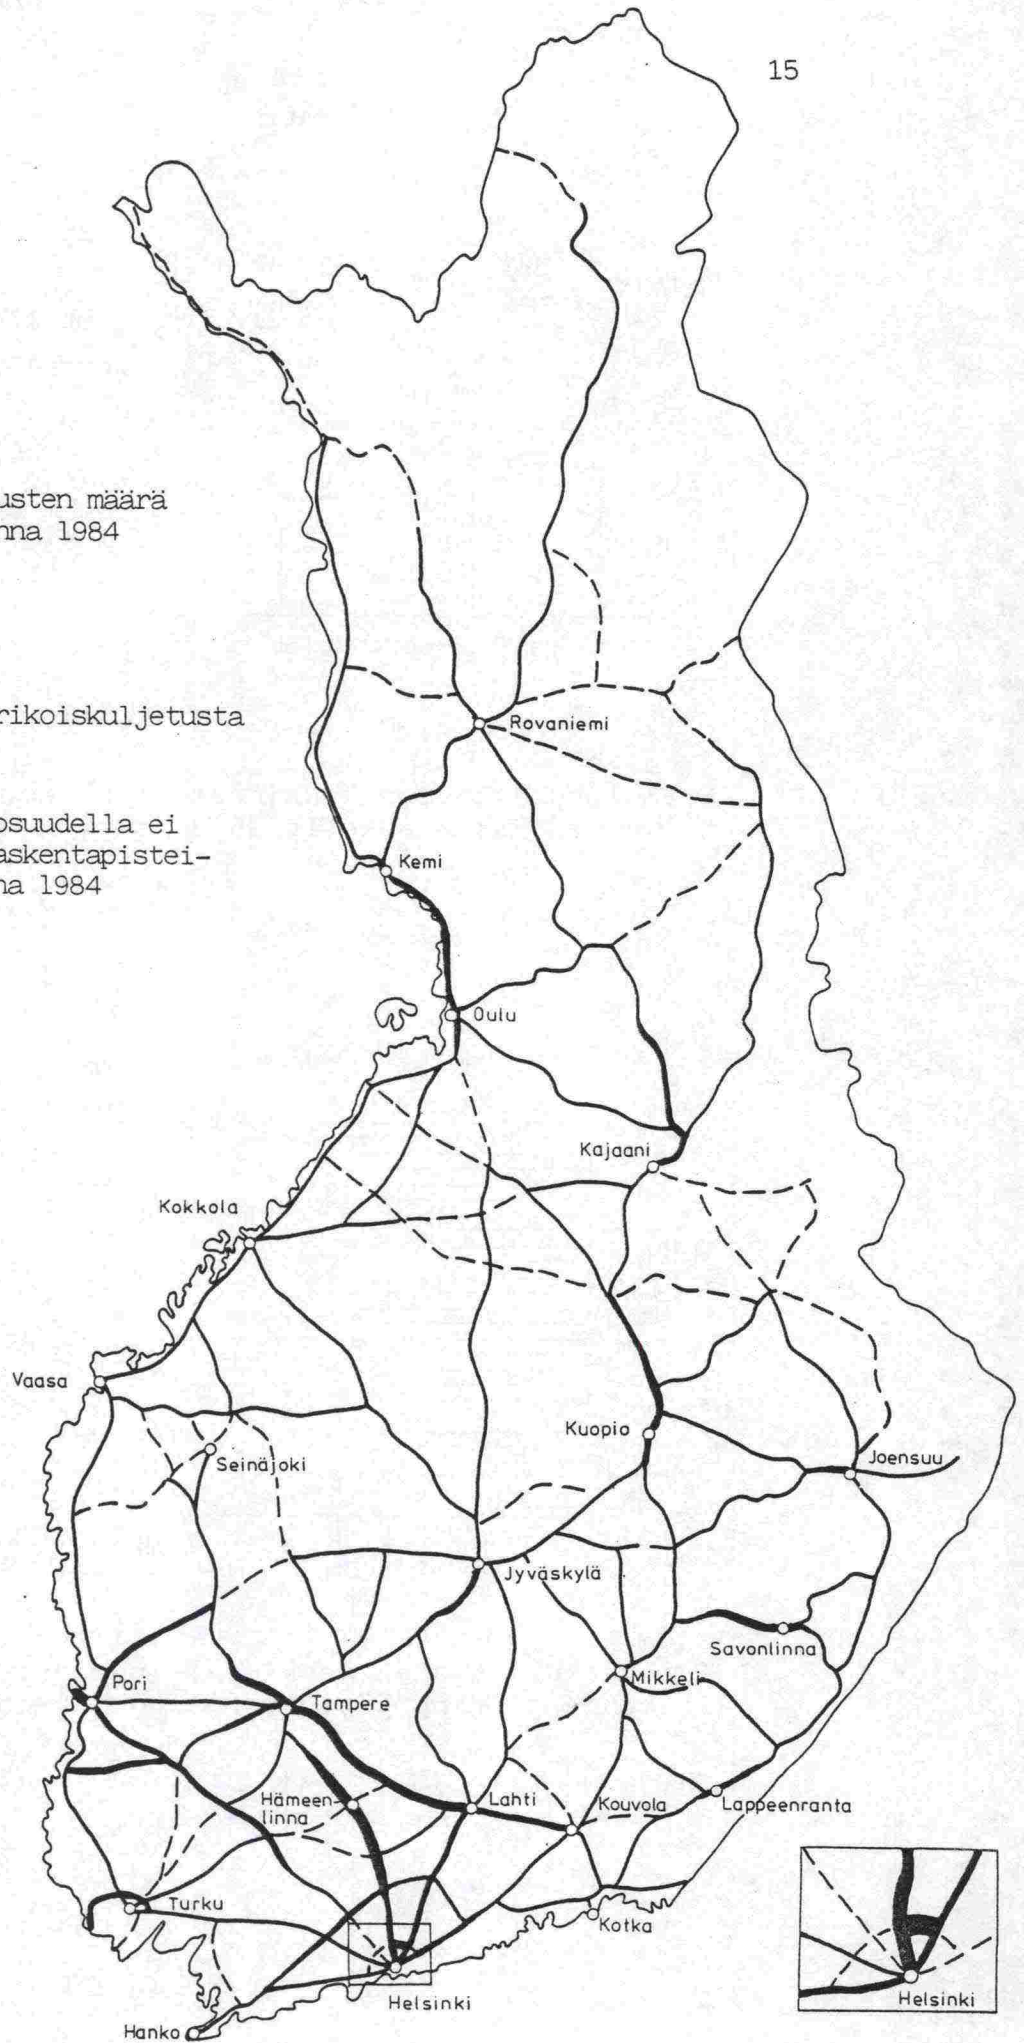 15
usten määrä
nna 1984
rikoiskuljetusta
osuudella ei
askentapistei-
na 1984
Rovaniemi
Kemi
Oulu
Kajaani
Kokkola
Vaasa
Kuopio
Joensuu
Seinäjoki
Jyväskylä
Savonlinna
Mikkeli
Pori
Tampere
Hämeen-
linna
Lahti
Kouvola
Lappeenranta
Turku
Kotka
Helsinki
Helsinki
Hanko